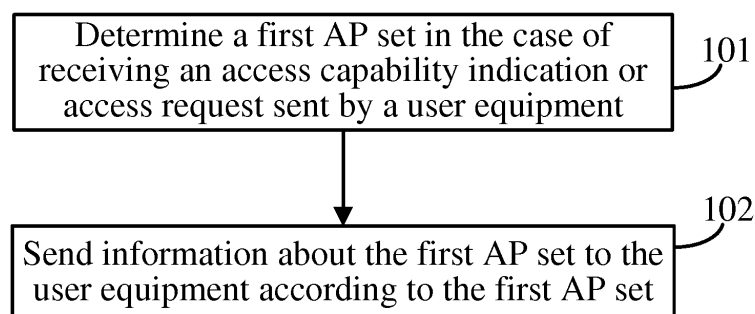 Determine a first AP set in the case of
receiving an access capability indication or
access request sent by a user equipment
101
102
Send information about the first AP set to the
user equipment according to the first AP set